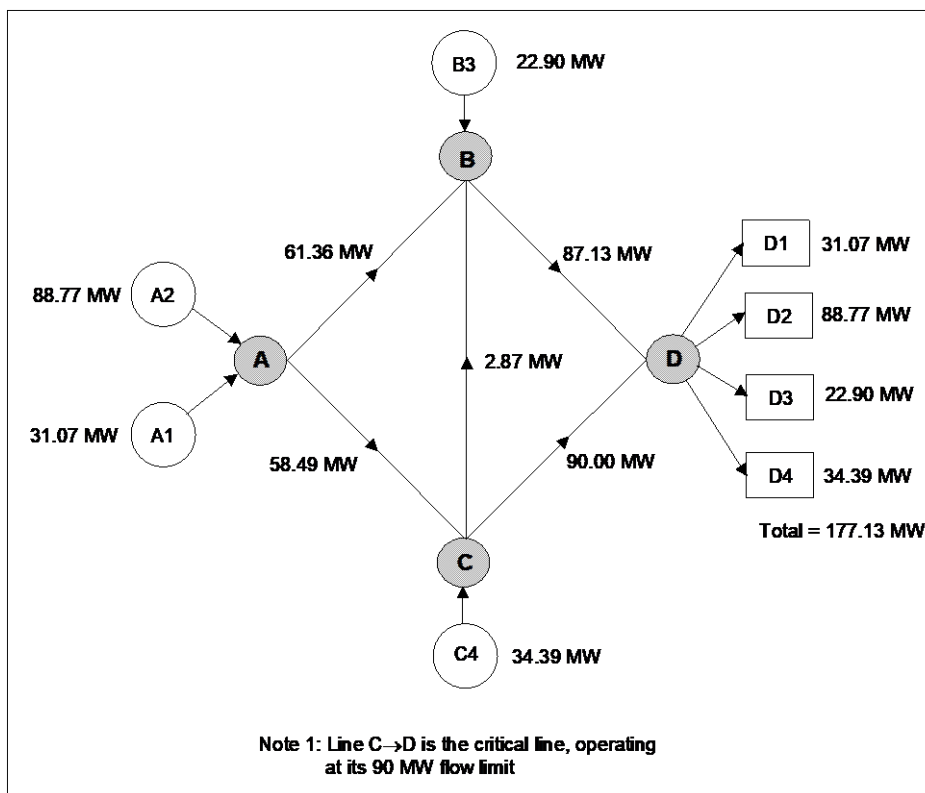 B3
22.90 MW
B
61.36 MW
87.13 MW
D1
31.07 MW
88.77 MW
A2
D2
88.77 MW
A
2.87 MW
D
D3
22.90 MW
31.07 MW
A1
58.49 MW
90.00 MW
D4
34.39 MW
Total = 177.13 MW
C
C4
34.39 MW
Note 1: Line C→D is the critical line, operating
at its 90 MW flow limit